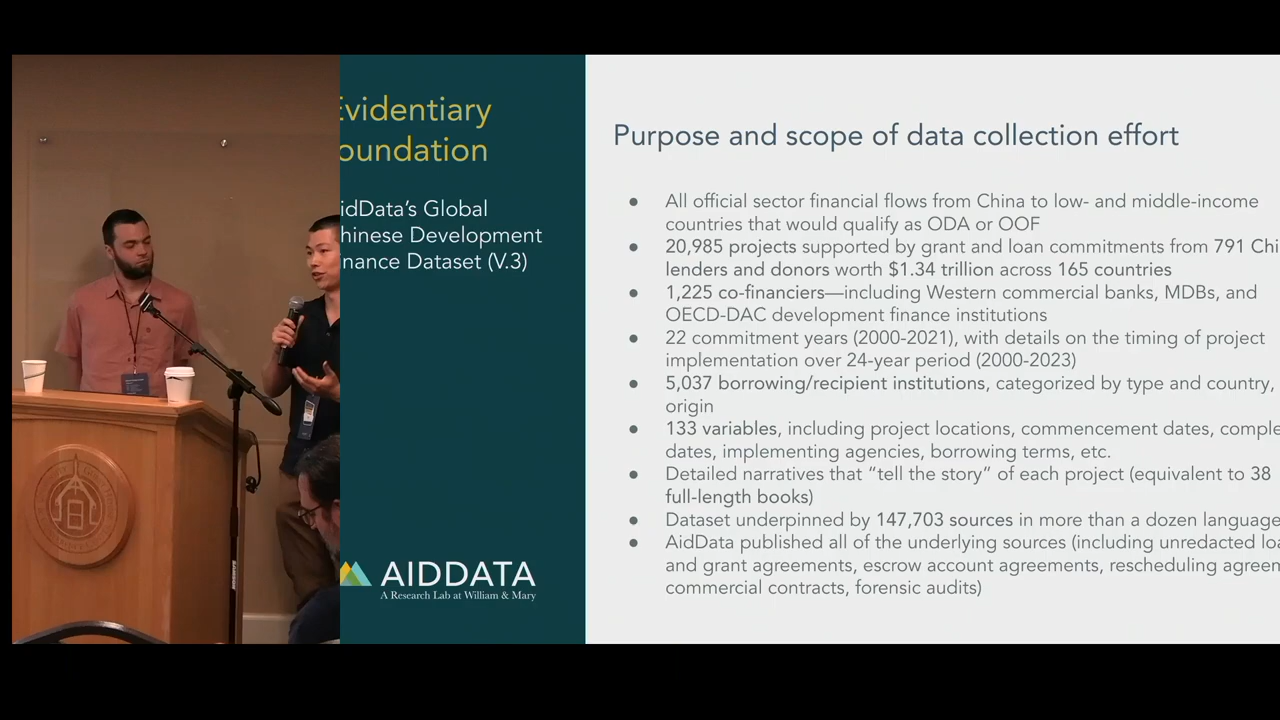 Evidentiary
oundation
idData's Global
hinese Development
inance Dataset (V.3)
AIDDATA
A Research Lab at William & Mary
Purpose and scope of data collection effort
● All official sector financial flows from China to low- and middle-income
countries that would qualify as ODA or OOF
● 20,985 projects supported by grant and loan commitments from 791 Chi
lenders and donors worth $1.34 trillion across 165 countries
● 1,225 co-financiers—including Western commercial banks, MDBs, and
OECD-DAC development finance institutions
● 22 commitment years (2000-2021), with details on the timing of project
implementation over 24-year period (2000-2023)
● 5,037 borrowing/recipient institutions, categorized by type and country,
origin
● 133 variables, including project locations, commencement dates, comple
dates, implementing agencies, borrowing terms, etc.
● Detailed narratives that “tell the story” of each project (equivalent to 38
full-length books)
● Dataset underpinned by 147,703 sources in more than a dozen language
● AidData published all of the underlying sources (including unredacted loa
and grant agreements, escrow account agreements, rescheduling agreem
commercial contracts, forensic audits)